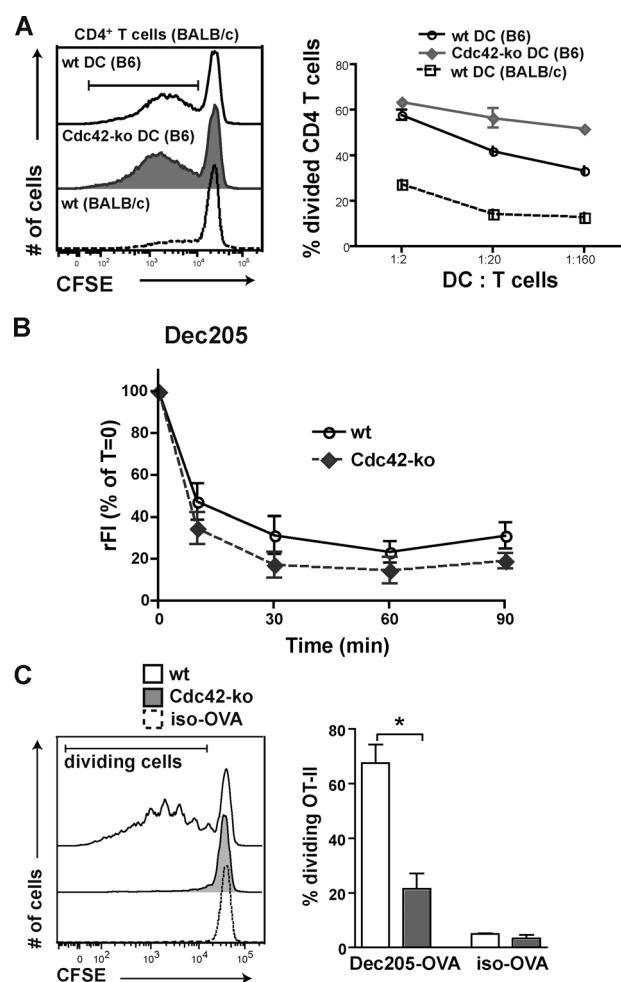 A
CD4+ T cells (BALB/c)
wt DC (B6)
Cdc42-ko DC (B6)
wt (BALB/c)
# of cells
0 10² 10³ 10⁴ 10⁵
CFSE
wt DC (B6)
Cdc42-ko DC (B6)
wt DC (BALB/c)
% divided CD4 T cells
80
60
40
20
0
1:2 1:20 1:160
DC : T cells
B
Dec205
wt
Cdc42-ko
rFI (% of T=0)
100
80
60
40
20
0
0 30 60 90
Time (min)
C
wt
Cdc42-ko
iso-OVA
dividing cells
# of cells
0 10² 10³ 10⁴ 10⁵
CFSE
% dividing OT-II
80
60
40
20
0
*
Dec205-OVA iso-OVA